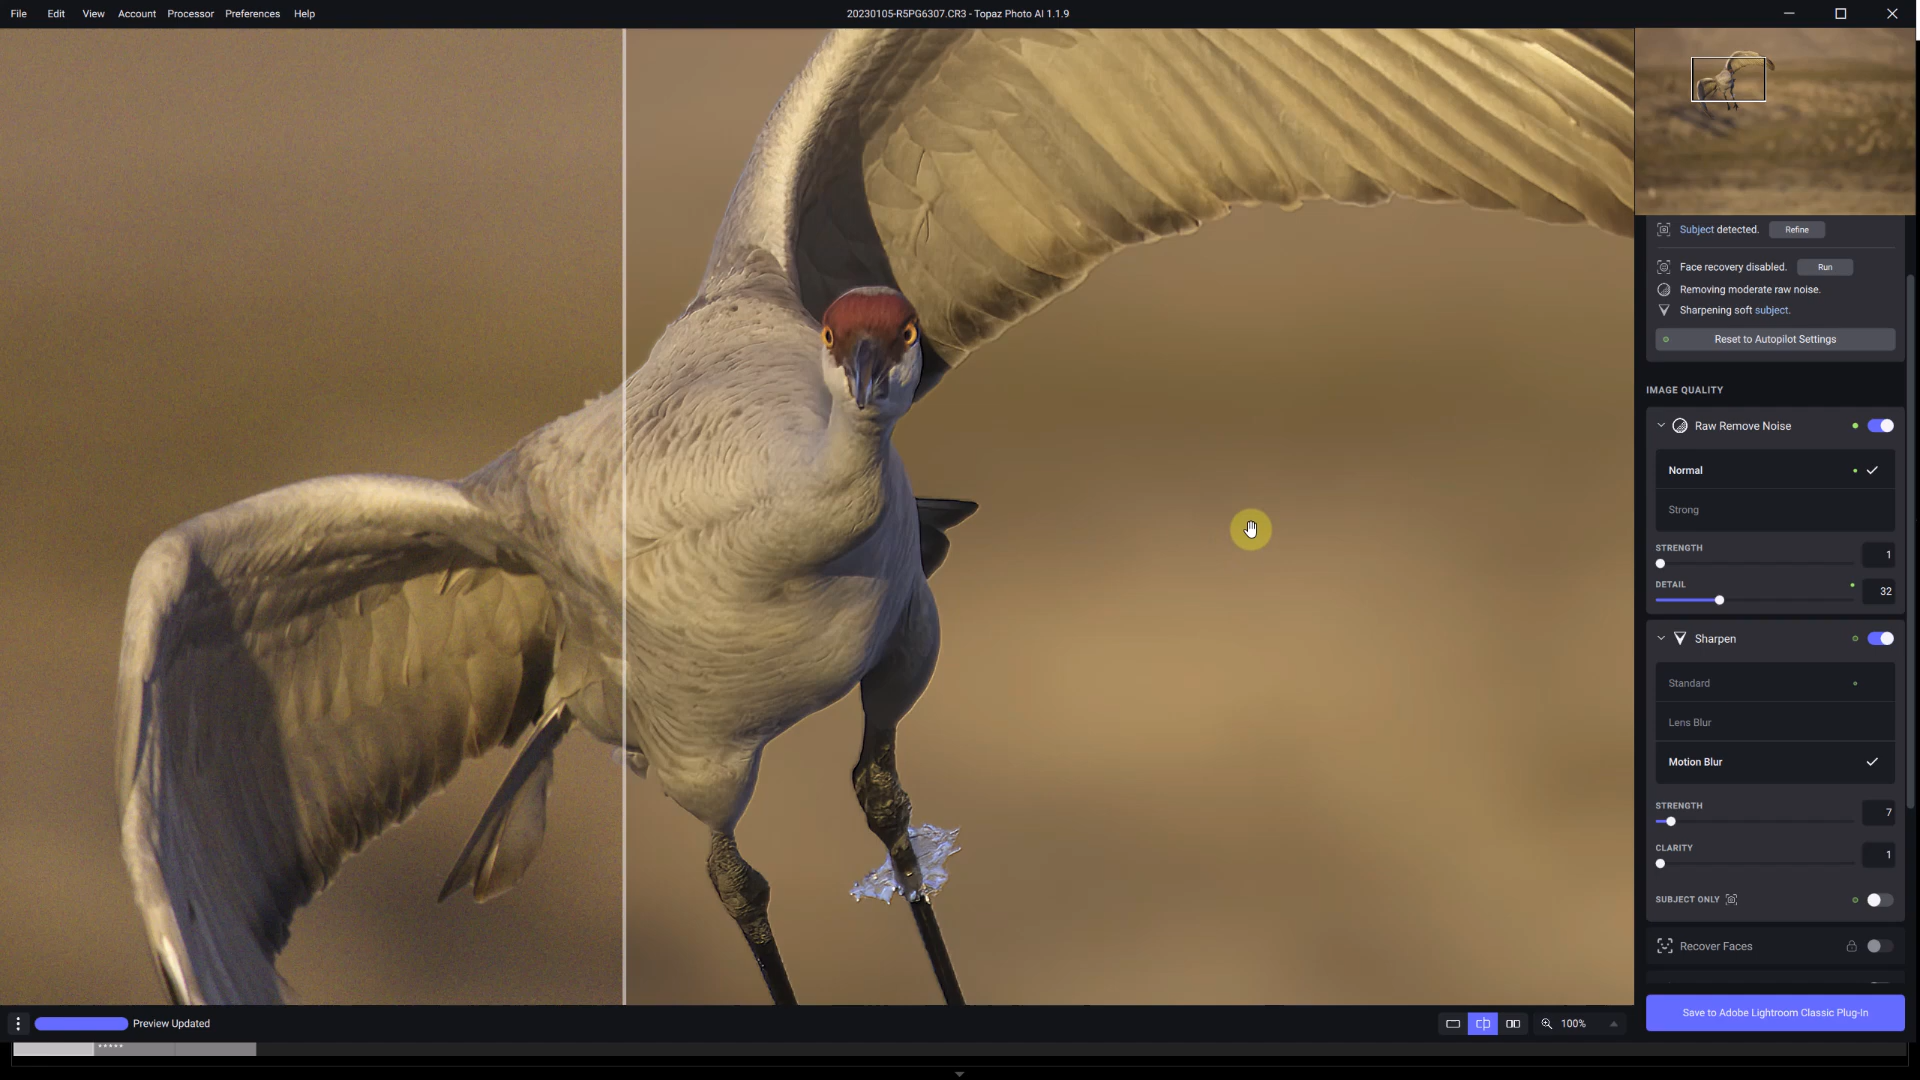 File Edit View Account Processor Preferences Help
20230105-R5PG6307.CR3 - Topaz Photo AI 1.1.9
Subject detected. Refine
Face recovery disabled. Run
Removing moderate raw noise.
Sharpening soft subject.
Reset to Autopilot Settings
IMAGE QUALITY
Raw Remove Noise
Normal
Strong
STRENGTH 1
DETAIL 32
Sharpen
Standard
Lens Blur
Motion Blur
STRENGTH 7
CLARITY 1
SUBJECT ONLY
Recover Faces
Save to Adobe Lightroom Classic Plug-In
Preview Updated
100%